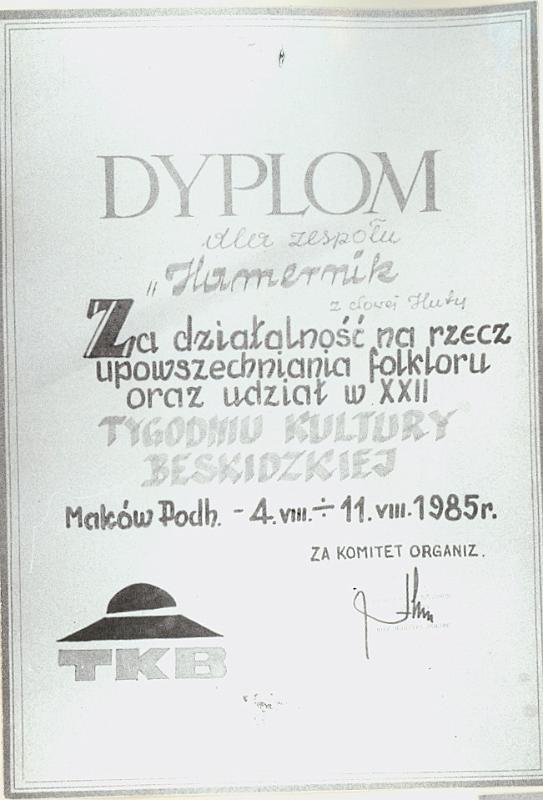 DYPLOM
dla zespołu
„Hamernik
z Nowej Huty
Za działalność na rzecz
upowszechniania folkloru
oraz udział w XXII
TYGODNIU KULTURY
BESKIDZKIEJ
Maków Podh. - 4.VIII.÷11.VIII.1985r.
ZA KOMITET ORGANIZ.
TKB